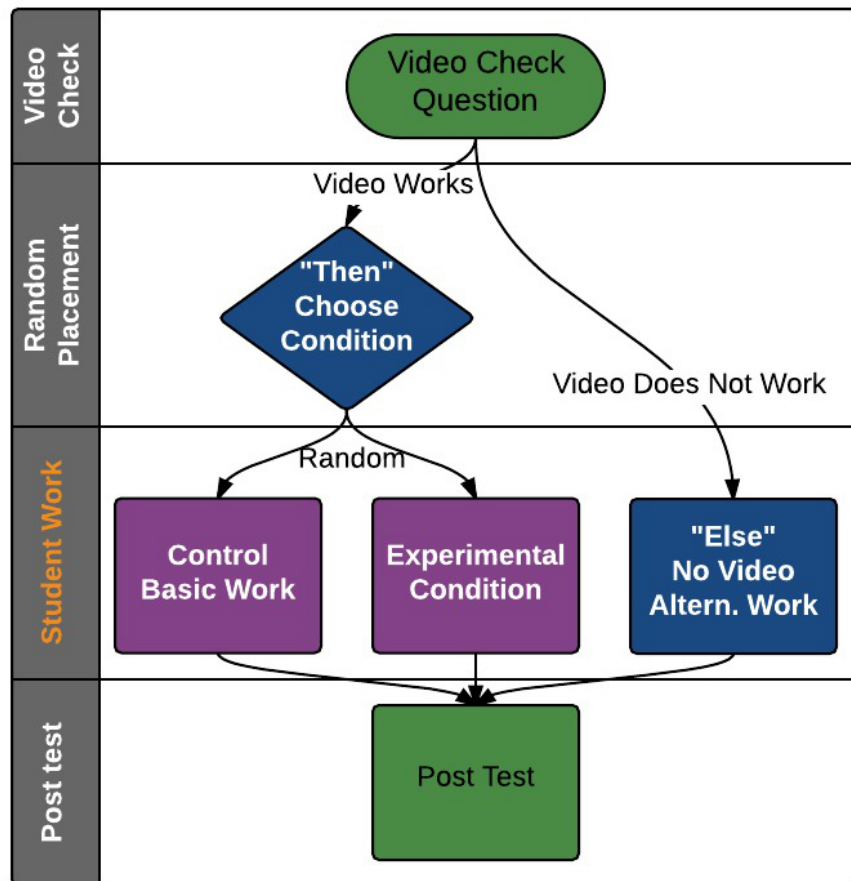 Video
Check
Video Check
Question
Video Works
Random
Placement
"Then"
Choose
Condition
Video Does Not Work
Random
Student Work
Control
Basic Work
Experimental
Condition
"Else"
No Video
Altern. Work
Post test
Post Test